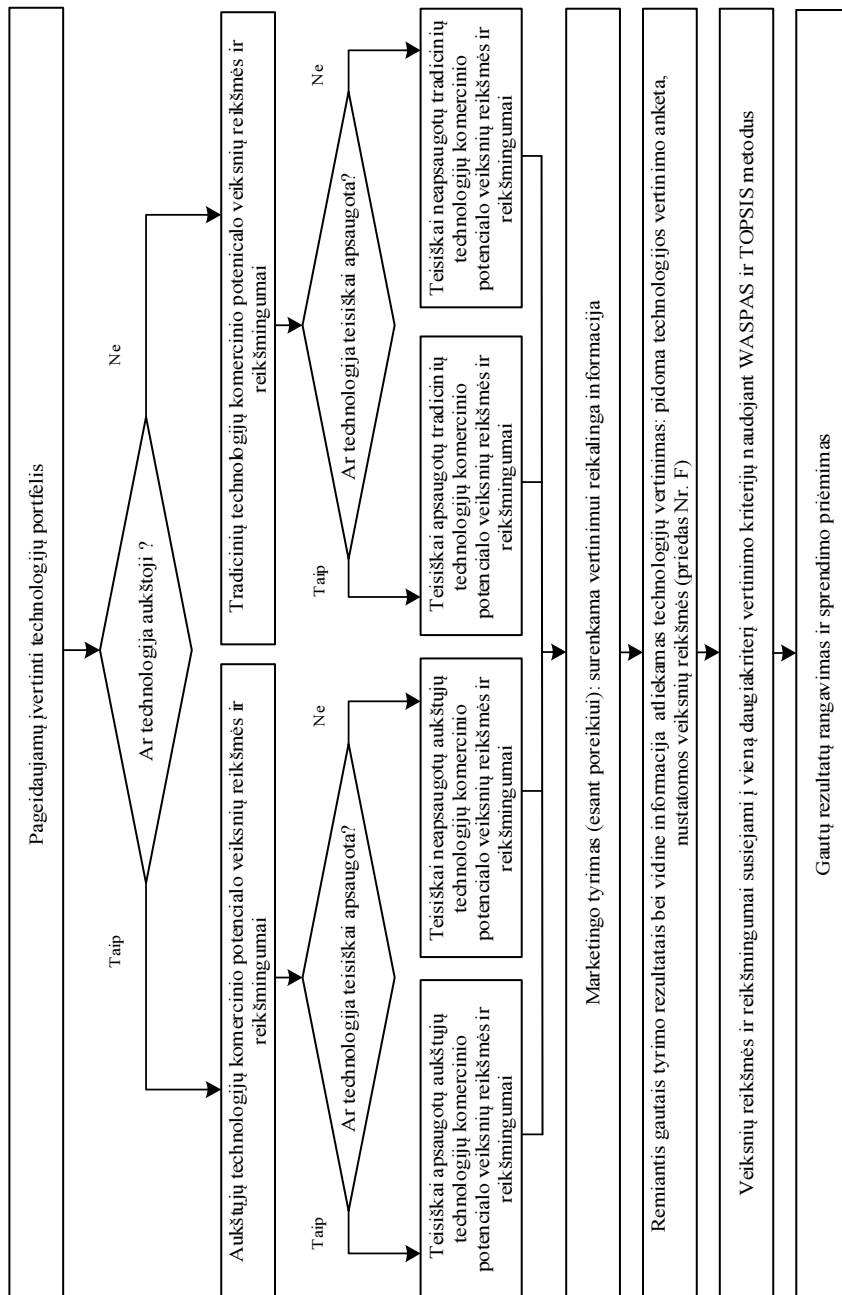 Pageidaujamų įvertinti technologijų portfelis
Ar technologija aukštoji ?
Taip
Ne
Aukštųjų technologijų komercinio potencialo veiksnių reikšmės ir
reikšmingumai
Tradicinių technologijų komercinio potenicalo veiksnių reikšmės ir
reikšmingumai
Ar technologija teisiškai apsaugota?
Taip
Ne
Ar technologija teisiškai apsaugota?
Taip
Ne
Teisiškai apsaugotų aukštųjų
technologijų komercinio
potencialo veiksnių reikšmės ir
reikšmingumai
Teisiškai neapsaugotų aukštųjų
technologijų komercinio
potencialo veiksnių reikšmės ir
reikšmingumai
Teisiškai apsaugotų tradicinių
technologijų komercinio
potencialo veiksnių reikšmės ir
reikšmingumai
Teisiškai neapsaugotų tradicinių
technologijų komercinio
potencialo veiksnių reikšmės ir
reikšmingumai
Marketingo tyrimas (esant poreikiui): surenkama vertinimui reikalinga informacija
Remiantis gautais tyrimo rezultatais bei vidine informacija atliekamas technologijų vertinimas: pidoma technologijos vertinimo anketa,
nustatomos veiksnių reikšmės (priedas Nr. F)
Veiksnių reikšmės ir reikšmingumai susiejami į vieną daugiakriterį vertinimo kriterijų naudojant WASPAS ir TOPSIS metodus
Gautų rezultatų rangavimas ir sprendimo priėmimas